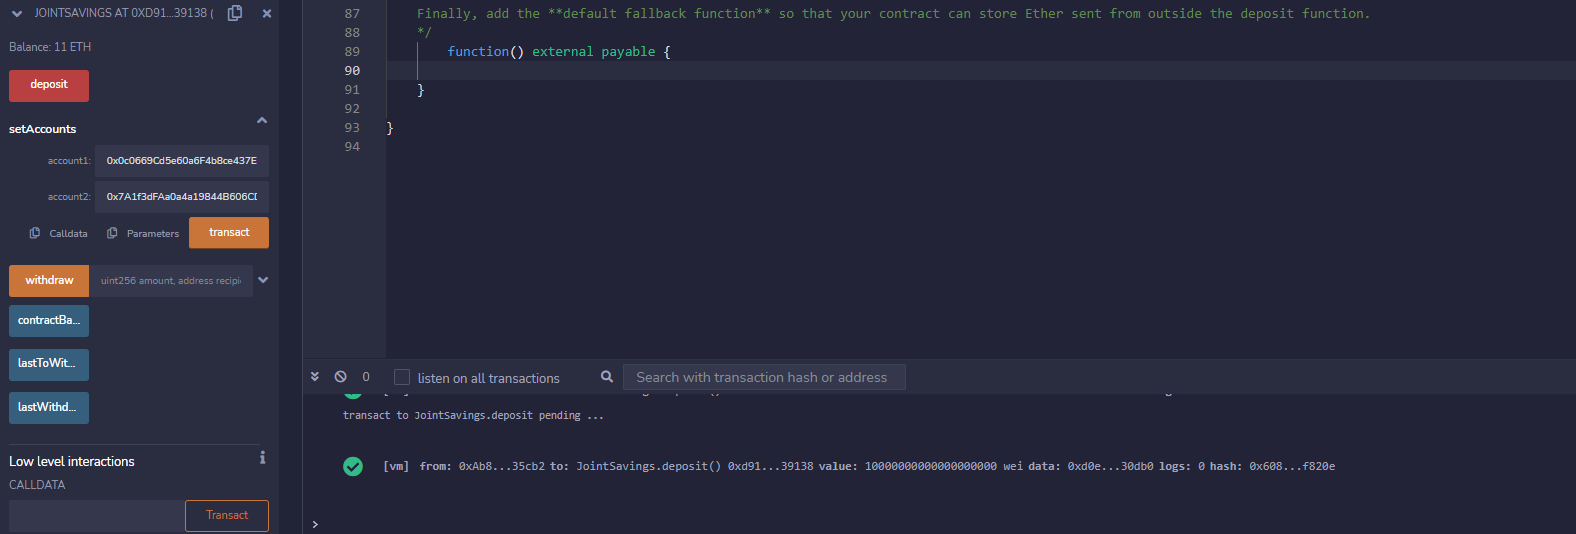 JOINTSAVINGS AT 0XD91...39138 (
Balance: 11 ETH
deposit
setAccounts
account1: 0x0c0669Cd5e60a6F4b8ce437E
account2: 0x7A1f3dFAa0a4a19844B606CD
Calldata Parameters transact
withdraw uint256 amount, address recipi
contractBa...
lastToWit...
lastWithd...
Low level interactions
CALLDATA
Transact
87 Finally, add the **default fallback function** so that your contract can store Ether sent from outside the deposit function.
88 */
89 function() external payable {
90
91 }
92
93 }
94
0 listen on all transactions Search with transaction hash or address
transact to JointSavings.deposit pending ...
[vm] from: 0xAb8...35cb2 to: JointSavings.deposit() 0xd91...39138 value: 10000000000000000000 wei data: 0xd0e...30db0 logs: 0 hash: 0x608...f820e
>